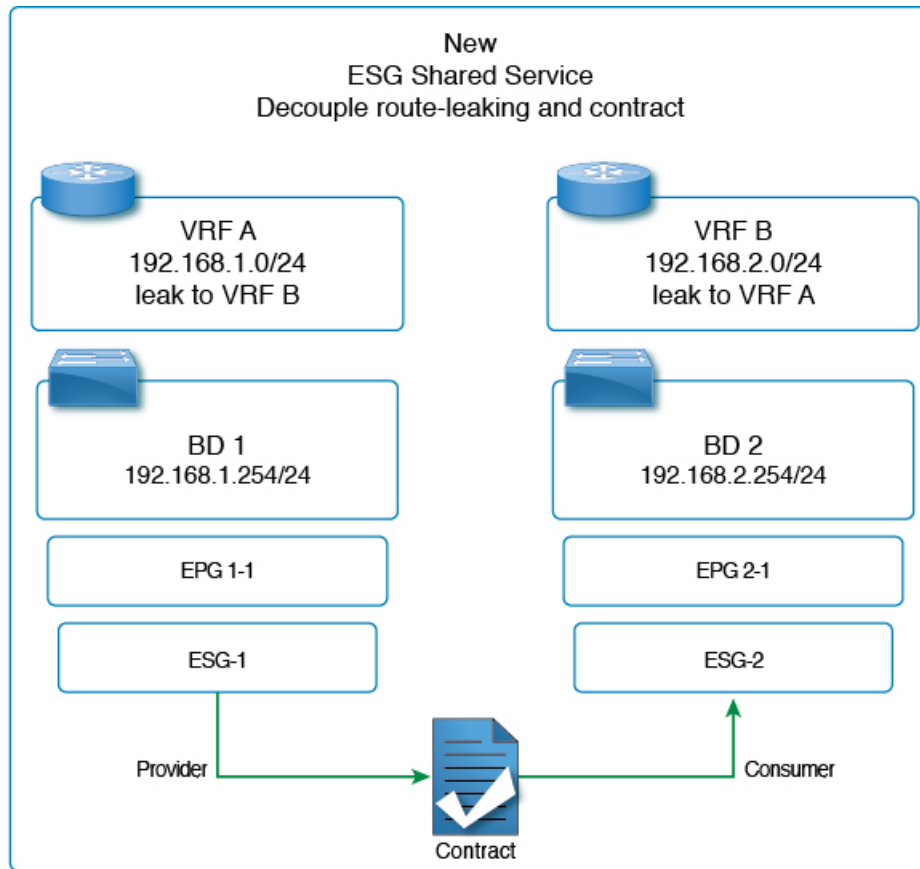 New
ESG Shared Service
Decouple route-leaking and contract
VRF A
192.168.1.0/24
leak to VRF B
VRF B
192.168.2.0/24
leak to VRF A
BD 1
192.168.1.254/24
BD 2
192.168.2.254/24
EPG 1-1
EPG 2-1
ESG-1
ESG-2
Provider
Consumer
Contract